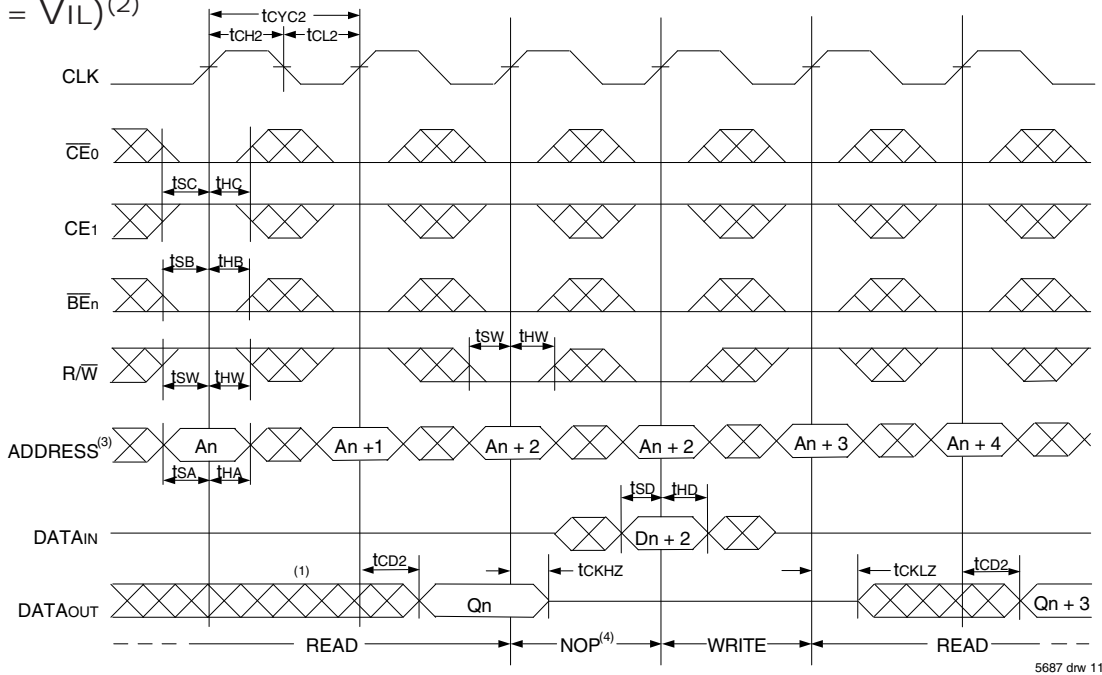 = VIL)(2)
tCYC2
tCH2 tCL2
CLK
CE0
tSC tHC
CE1
tSB tHB
BEn
tSW tHW
R/W
tSW tHW
ADDRESS(3) An An +1 An + 2 An + 2 An + 3 An + 4
tSA tHA
tSD tHD
DATAIN Dn + 2
(1) tCD2 tCKHZ tCKLZ tCD2
DATAOUT Qn Qn + 3
READ NOP(4) WRITE READ
5687 drw 11